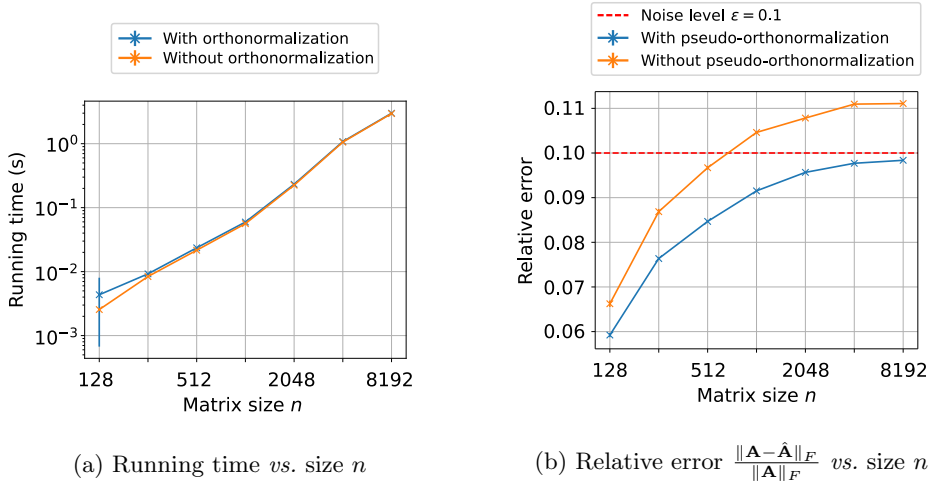 With orthonormalization
Without orthonormalization
10⁰
10⁻¹
10⁻²
10⁻³
Running time (s)
128
512
2048
8192
Matrix size n
(a) Running time vs. size n
Noise level ε = 0.1
With pseudo-orthonormalization
Without pseudo-orthonormalization
0.11
0.10
0.09
0.08
0.07
0.06
Relative error
128
512
2048
8192
Matrix size n
(b) Relative error ‖A−Â‖_F / ‖A‖_F vs. size n